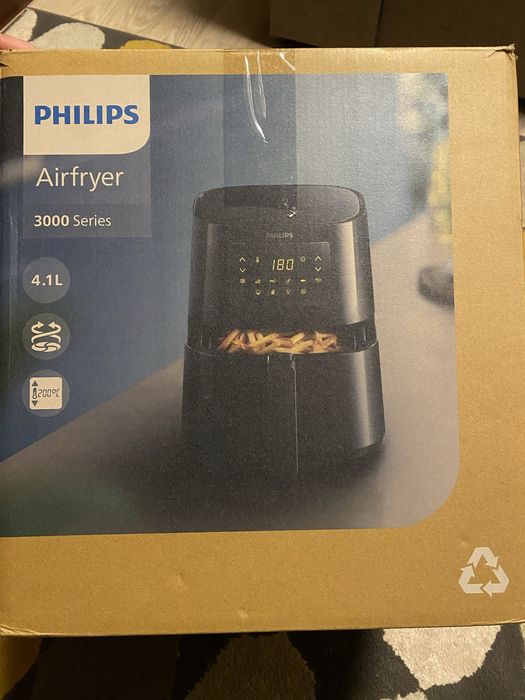 PHILIPS
Airfryer
3000 Series
4.1L
200°C
PHILIPS
180